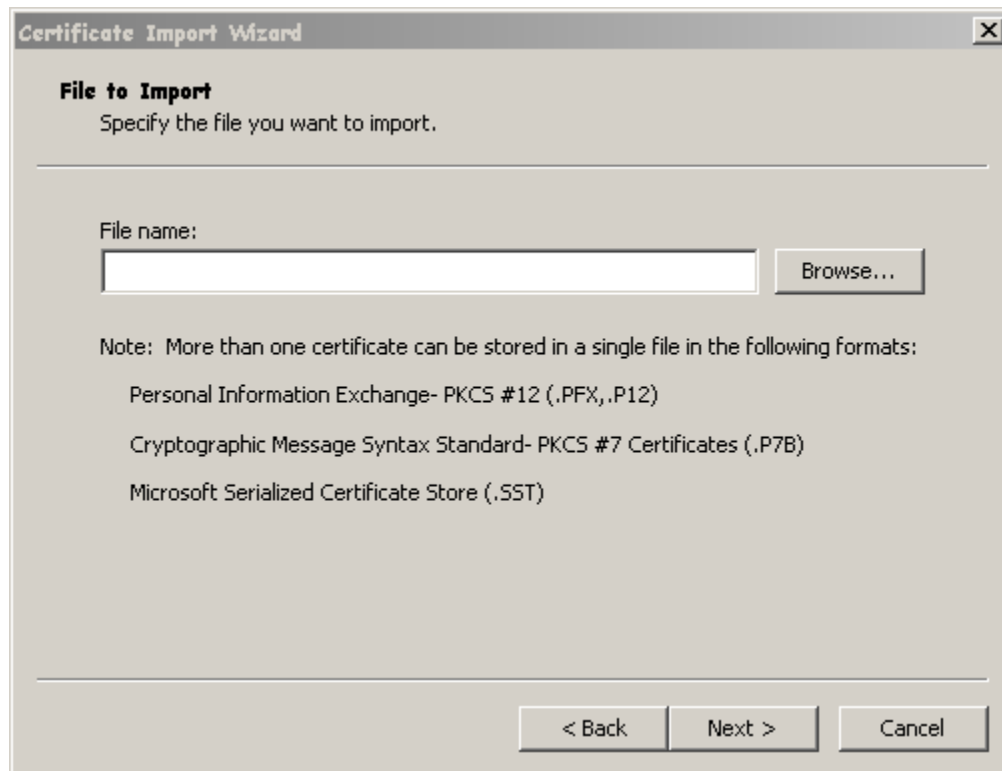 Certificate Import Wizard
File to Import
Specify the file you want to import.
File name:
Browse...
Note:  More than one certificate can be stored in a single file in the following formats:
Personal Information Exchange- PKCS #12 (.PFX,.P12)
Cryptographic Message Syntax Standard- PKCS #7 Certificates (.P7B)
Microsoft Serialized Certificate Store (.SST)
< Back
Next >
Cancel